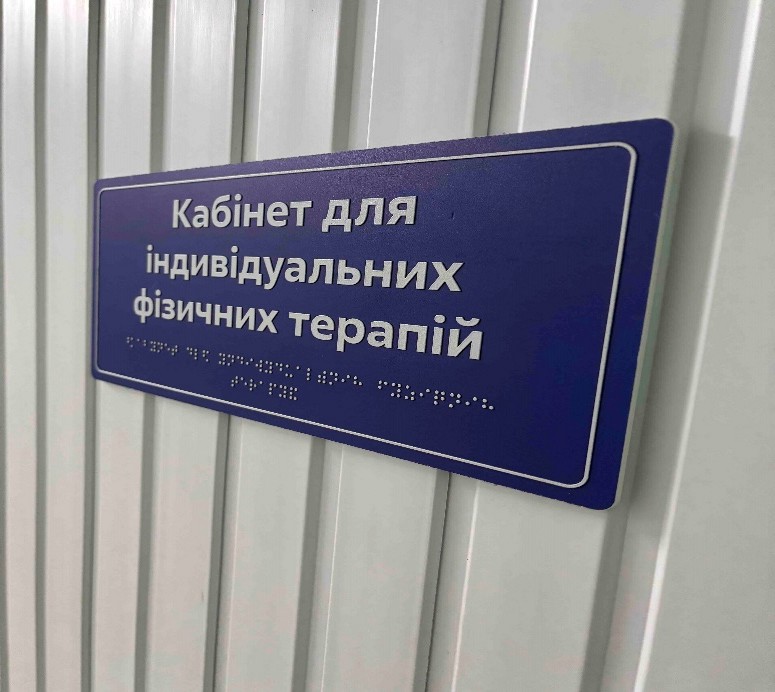 Кабінет для
індивідуальних
фізичних терапій